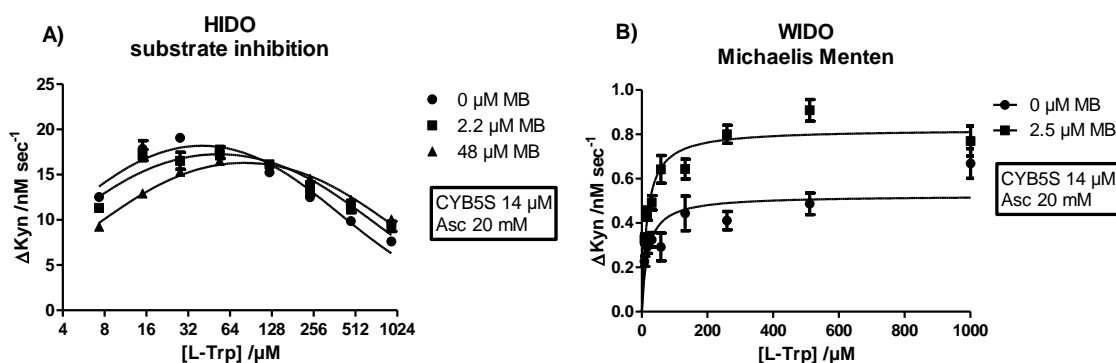 A)
HIDO
substrate inhibition
ΔKyn /nM sec-1
25
20
15
10
5
0
4 8 16 32 64 128 256 512 1024
[L-Trp] /µM
0 µM MB
2.2 µM MB
48 µM MB
CYB5S 14 µM
Asc 20 mM
B)
WIDO
Michaelis Menten
ΔKyn /nM sec-1
1.0
0.8
0.6
0.4
0.2
0.0
0 200 400 600 800 1000
[L-Trp] /µM
0 µM MB
2.5 µM MB
CYB5S 14 µM
Asc 20 mM